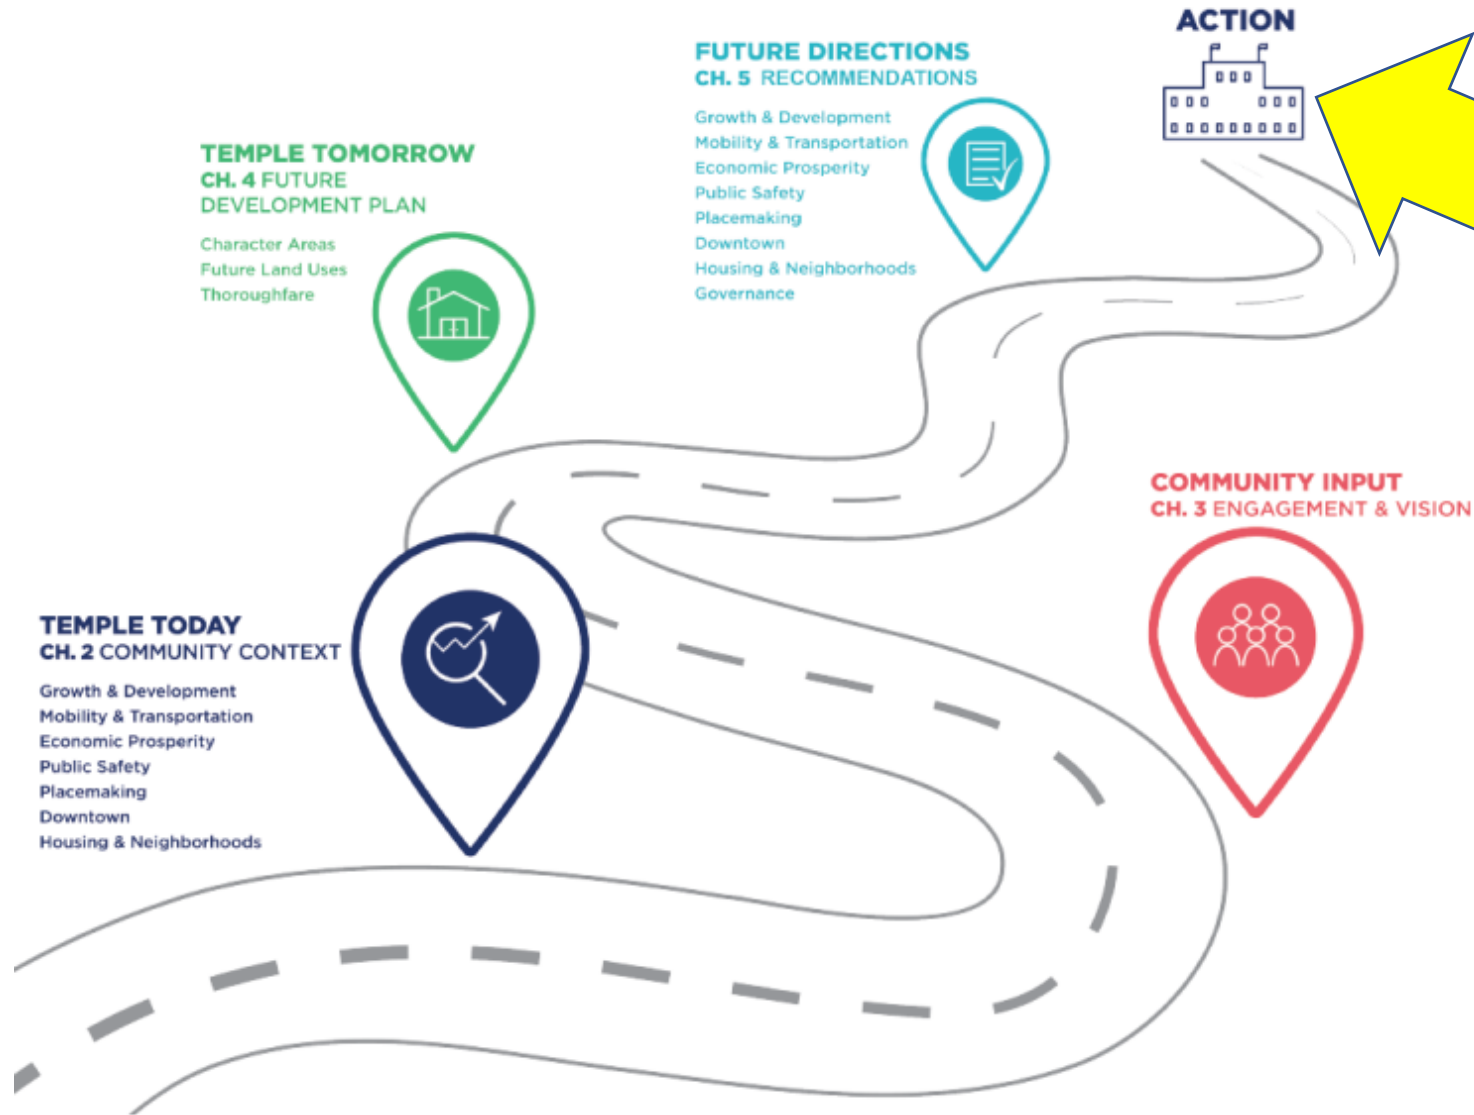 ACTION
FUTURE DIRECTIONS
CH. 5 RECOMMENDATIONS
Growth & Development
Mobility & Transportation
Economic Prosperity
Public Safety
Placemaking
Downtown
Housing & Neighborhoods
Governance
TEMPLE TOMORROW
CH. 4 FUTURE
DEVELOPMENT PLAN
Character Areas
Future Land Uses
Thoroughfare
COMMUNITY INPUT
CH. 3 ENGAGEMENT & VISION
TEMPLE TODAY
CH. 2 COMMUNITY CONTEXT
Growth & Development
Mobility & Transportation
Economic Prosperity
Public Safety
Placemaking
Downtown
Housing & Neighborhoods